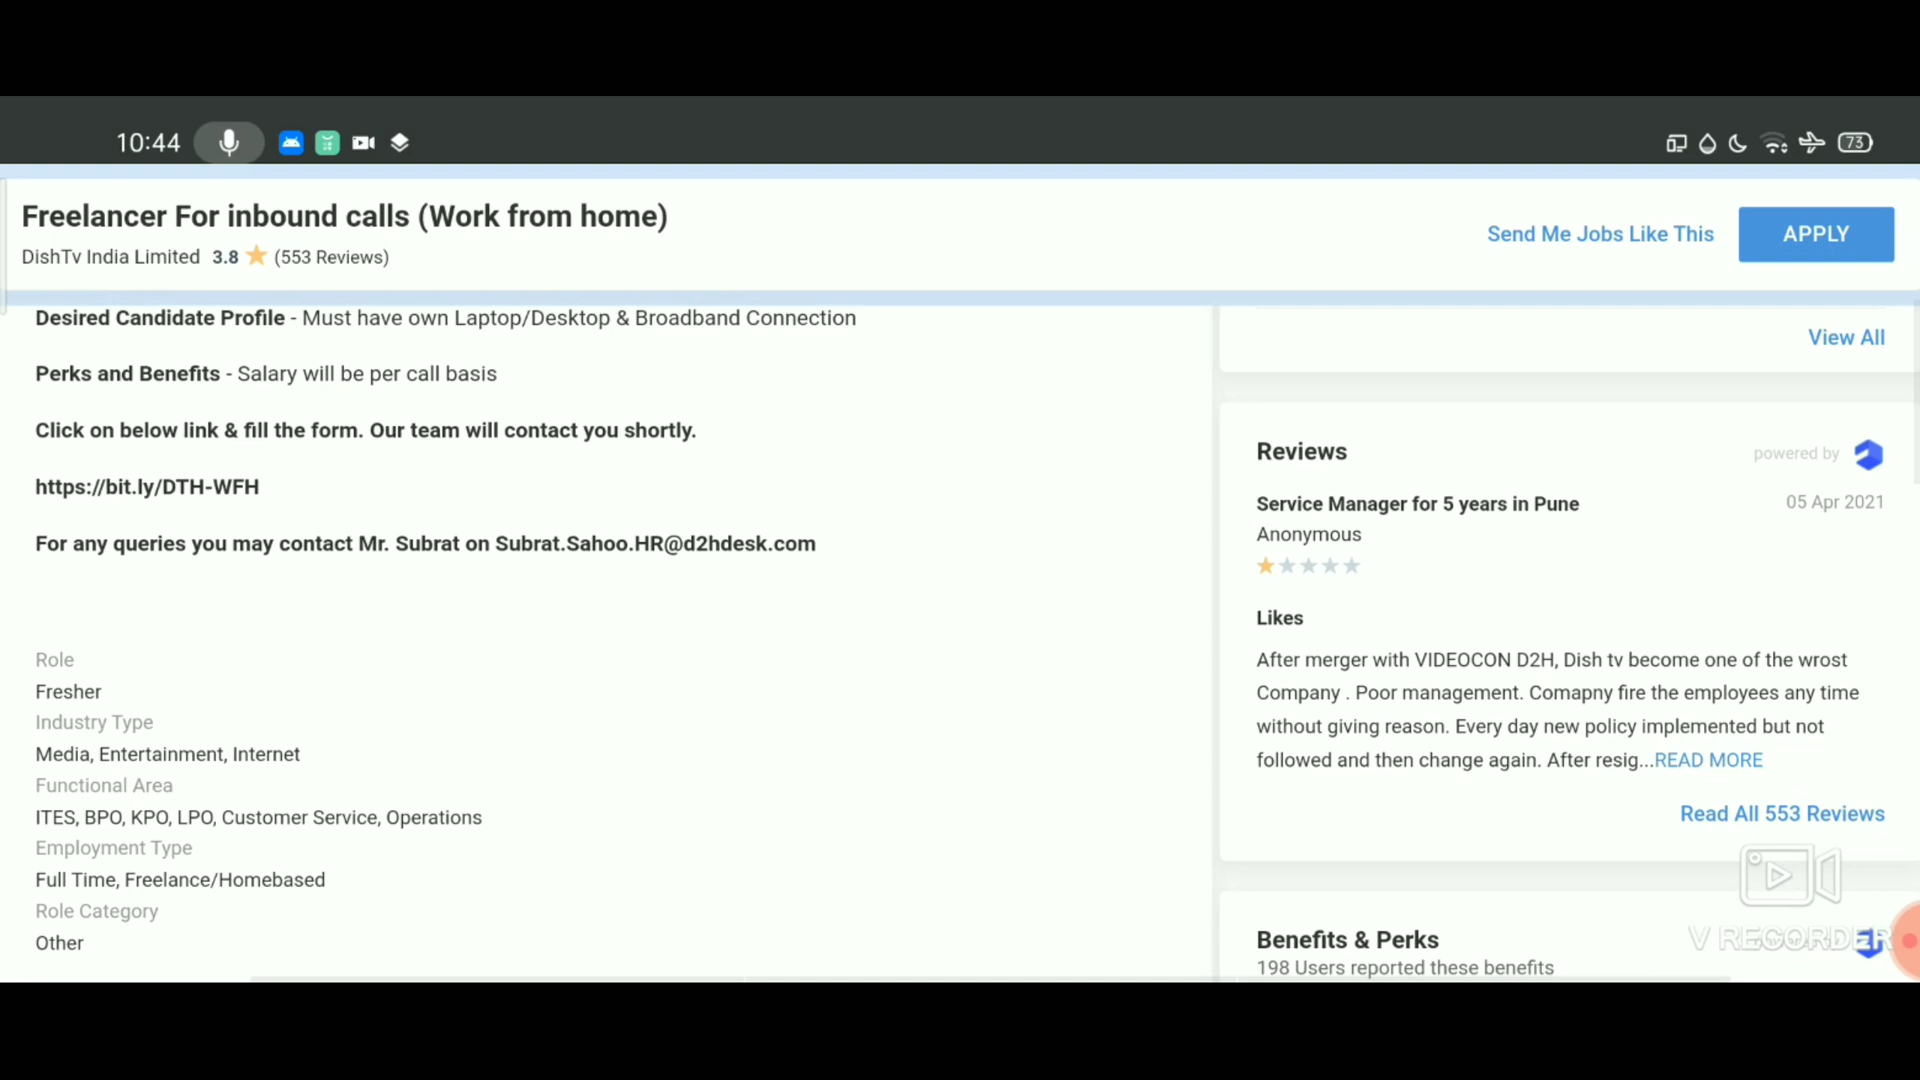 10:44
73
Freelancer For inbound calls (Work from home)
DishTv India Limited 3.8 (553 Reviews)
Send Me Jobs Like This
APPLY
Desired Candidate Profile - Must have own Laptop/Desktop & Broadband Connection
Perks and Benefits - Salary will be per call basis
Click on below link & fill the form. Our team will contact you shortly.
https://bit.ly/DTH-WFH
For any queries you may contact Mr. Subrat on Subrat.Sahoo.HR@d2hdesk.com
Role
Fresher
Industry Type
Media, Entertainment, Internet
Functional Area
ITES, BPO, KPO, LPO, Customer Service, Operations
Employment Type
Full Time, Freelance/Homebased
Role Category
Other
View All
Reviews
powered by
Service Manager for 5 years in Pune
05 Apr 2021
Anonymous
Likes
After merger with VIDEOCON D2H, Dish tv become one of the wrost
Company . Poor management. Comapny fire the employees any time
without giving reason. Every day new policy implemented but not
followed and then change again. After resig...READ MORE
Read All 553 Reviews
Benefits & Perks
198 Users reported these benefits
V RECORDER